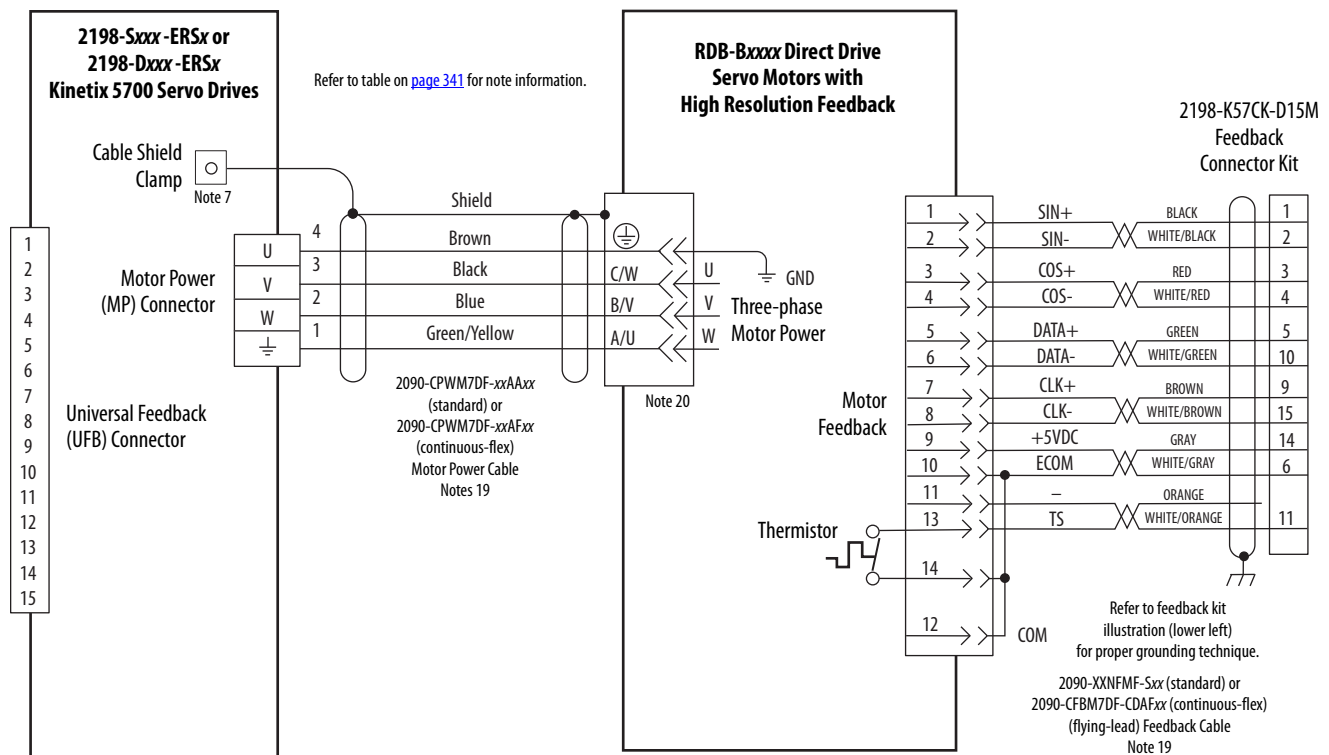 2198-Sxxx -ERSx or
2198-Dxxx -ERSx
Kinetix 5700 Servo Drives
Refer to table on page 341 for note information.
RDB-Bxxxx Direct Drive
Servo Motors with
High Resolution Feedback
2198-K57CK-D15M
Feedback
Connector Kit
Cable Shield
Clamp
Note 7
Shield
Motor Power
(MP) Connector
U
V
W
4
3
2
1
Brown
Black
Blue
Green/Yellow
C/W
B/V
A/U
U
V
W
GND
Three-phase
Motor Power
Note 20
2090-CPWM7DF-xxAAxx
(standard) or
2090-CPWM7DF-xxAFxx
(continuous-flex)
Motor Power Cable
Notes 19
1
2
3
4
5
6
7
8
9
10
11
12
13
14
15
Universal Feedback
(UFB) Connector
Motor
Feedback
Thermistor
1 SIN+ BLACK 1
2 SIN- WHITE/BLACK 2
3 COS+ RED 3
4 COS- WHITE/RED 4
5 DATA+ GREEN 5
6 DATA- WHITE/GREEN 10
7 CLK+ BROWN 9
8 CLK- WHITE/BROWN 15
9 +5VDC GRAY 14
10 ECOM WHITE/GRAY 6
11 – ORANGE
13 TS WHITE/ORANGE 11
14
12 COM
Refer to feedback kit
illustration (lower left)
for proper grounding technique.
2090-XXNFMF-Sxx (standard) or
2090-CFBM7DF-CDAFxx (continuous-flex)
(flying-lead) Feedback Cable
Note 19